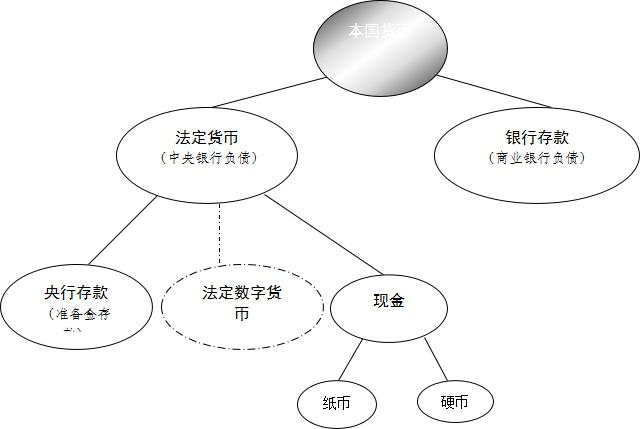 本国货币
法定货币
（中央银行负债）
银行存款
（商业银行负债）
央行存款
（准备金存
款）
法定数字货
币
现金
纸币
硬币